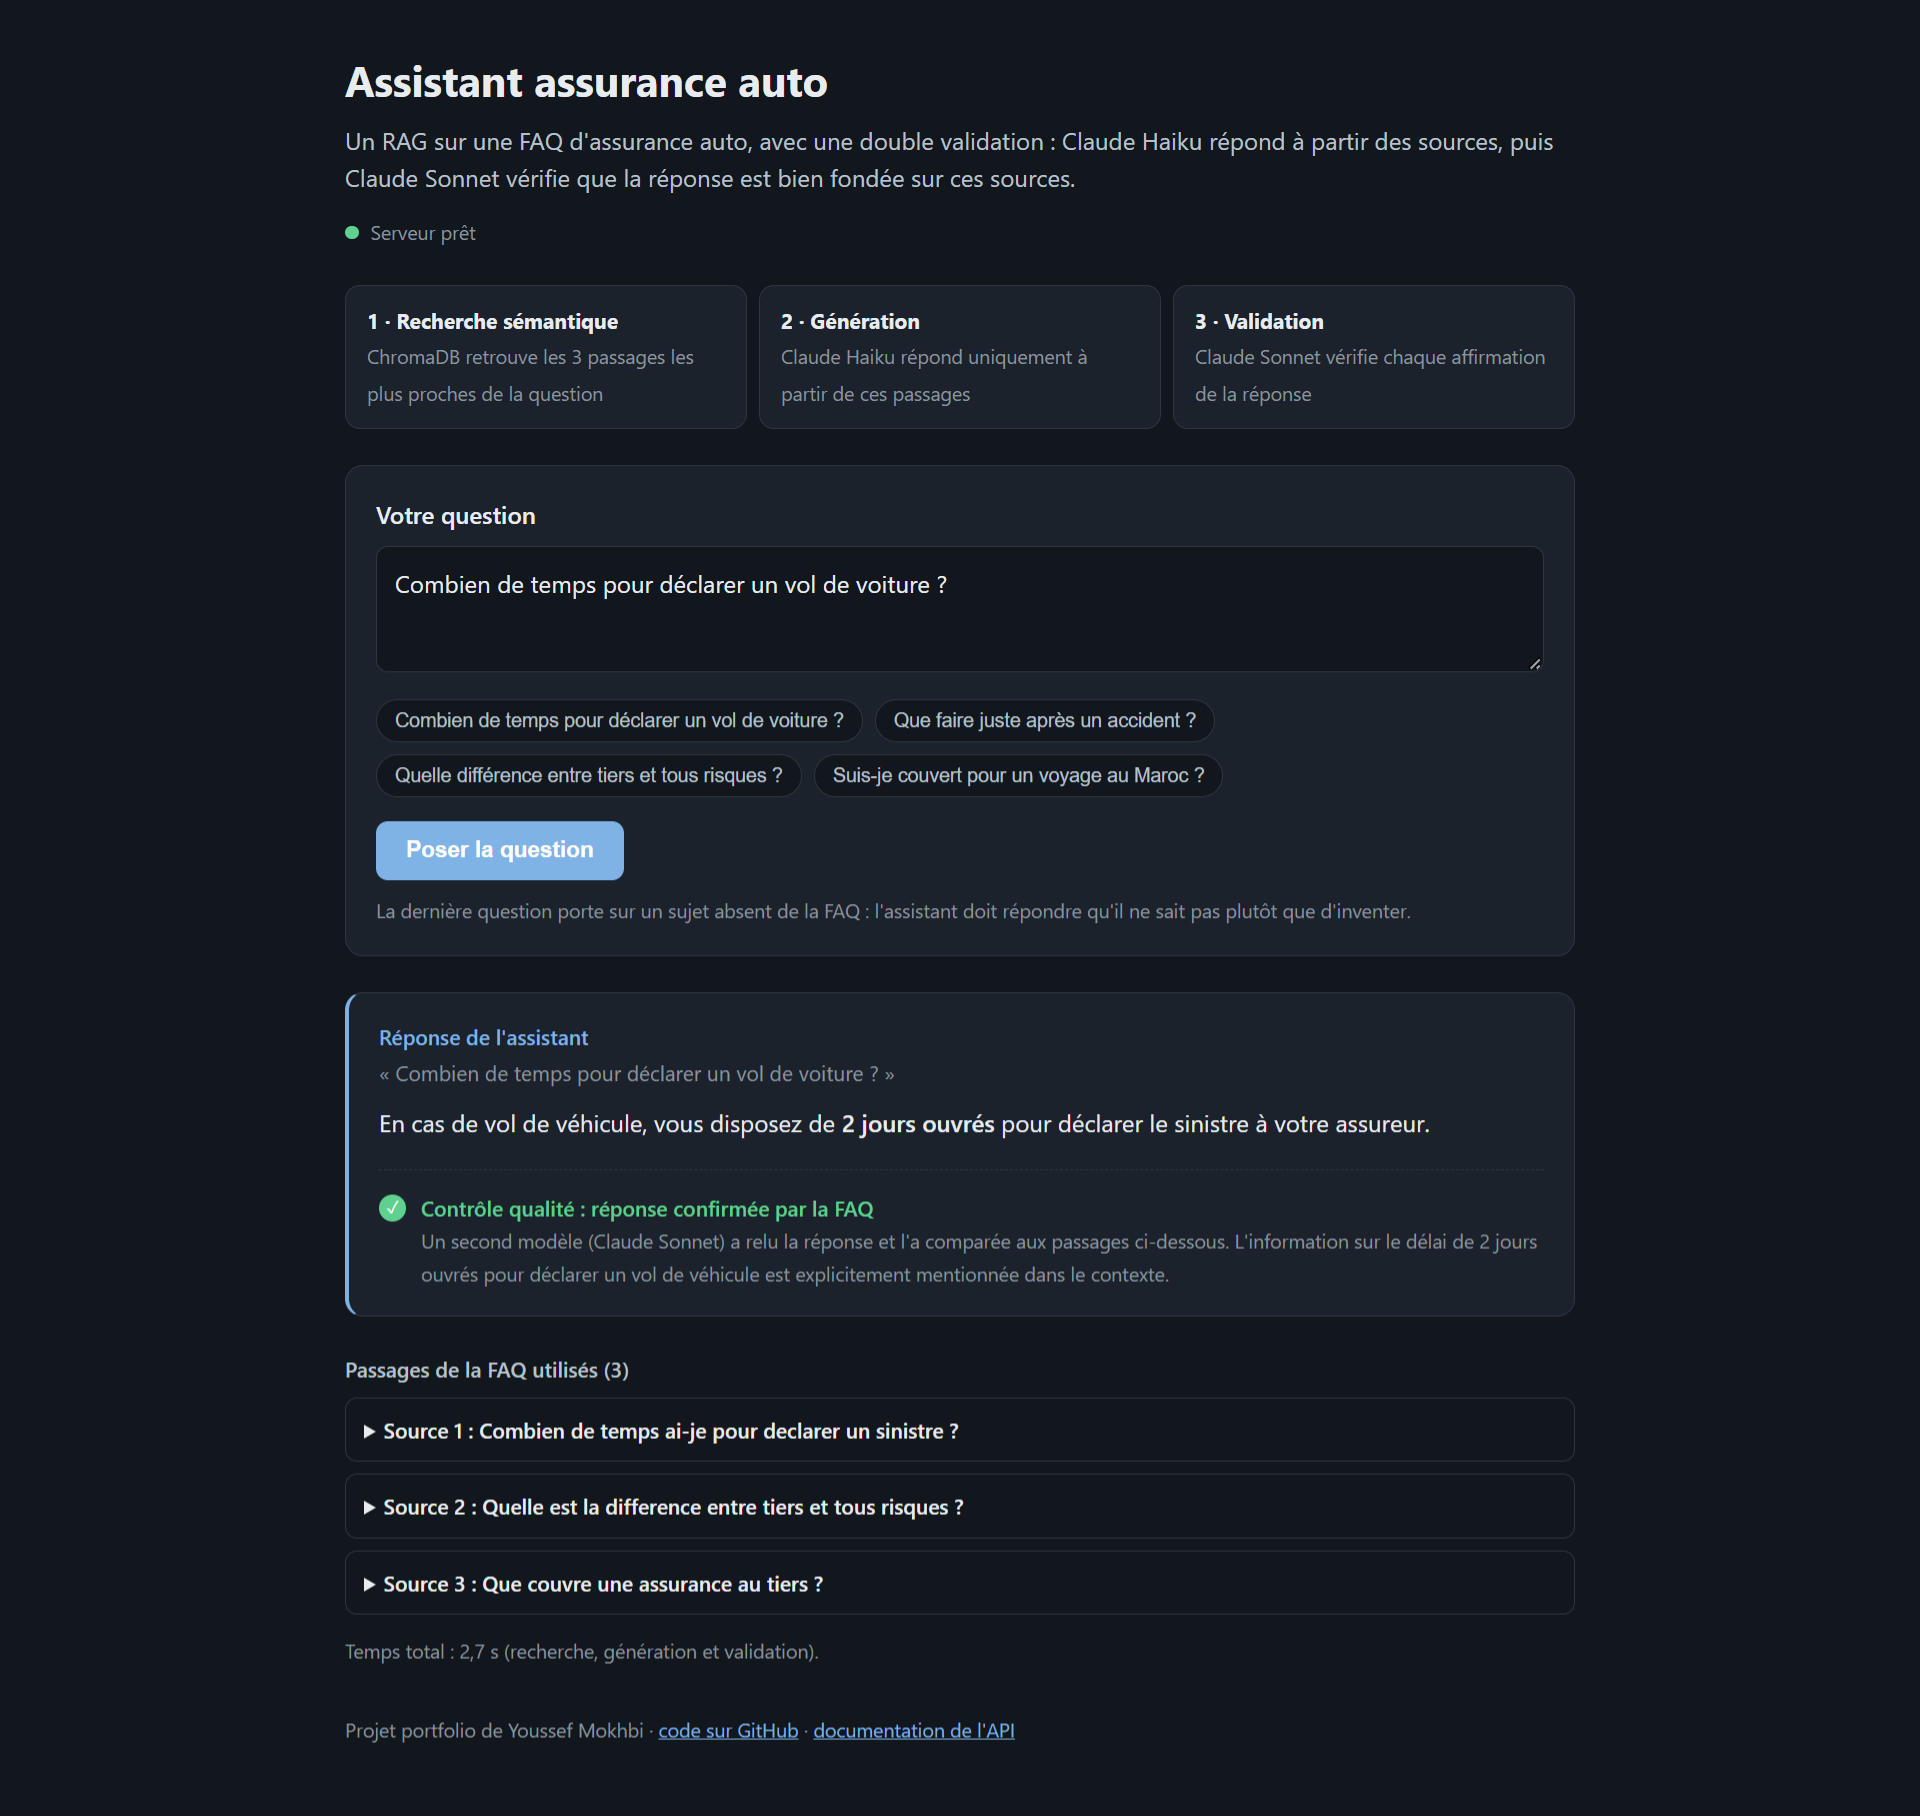 Assistant assurance auto
Un RAG sur une FAQ d'assurance auto, avec une double validation : Claude Haiku répond à partir des sources, puis
Claude Sonnet vérifie que la réponse est bien fondée sur ces sources.
Serveur prêt
1 · Recherche sémantique
ChromaDB retrouve les 3 passages les
plus proches de la question
2 · Génération
Claude Haiku répond uniquement à
partir de ces passages
3 · Validation
Claude Sonnet vérifie chaque affirmation
de la réponse
Votre question
Combien de temps pour déclarer un vol de voiture ?
Combien de temps pour déclarer un vol de voiture ?
Que faire juste après un accident ?
Quelle différence entre tiers et tous risques ?
Suis-je couvert pour un voyage au Maroc ?
Poser la question
La dernière question porte sur un sujet absent de la FAQ : l'assistant doit répondre qu'il ne sait pas plutôt que d'inventer.
Réponse de l'assistant
« Combien de temps pour déclarer un vol de voiture ? »
En cas de vol de véhicule, vous disposez de 2 jours ouvrés pour déclarer le sinistre à votre assureur.
✓ Contrôle qualité : réponse confirmée par la FAQ
Un second modèle (Claude Sonnet) a relu la réponse et l'a comparée aux passages ci-dessous. L'information sur le délai de 2 jours
ouvrés pour déclarer un vol de véhicule est explicitement mentionnée dans le contexte.
Passages de la FAQ utilisés (3)
▶ Source 1 : Combien de temps ai-je pour declarer un sinistre ?
▶ Source 2 : Quelle est la difference entre tiers et tous risques ?
▶ Source 3 : Que couvre une assurance au tiers ?
Temps total : 2,7 s (recherche, génération et validation).
Projet portfolio de Youssef Mokhbi · code sur GitHub · documentation de l'API